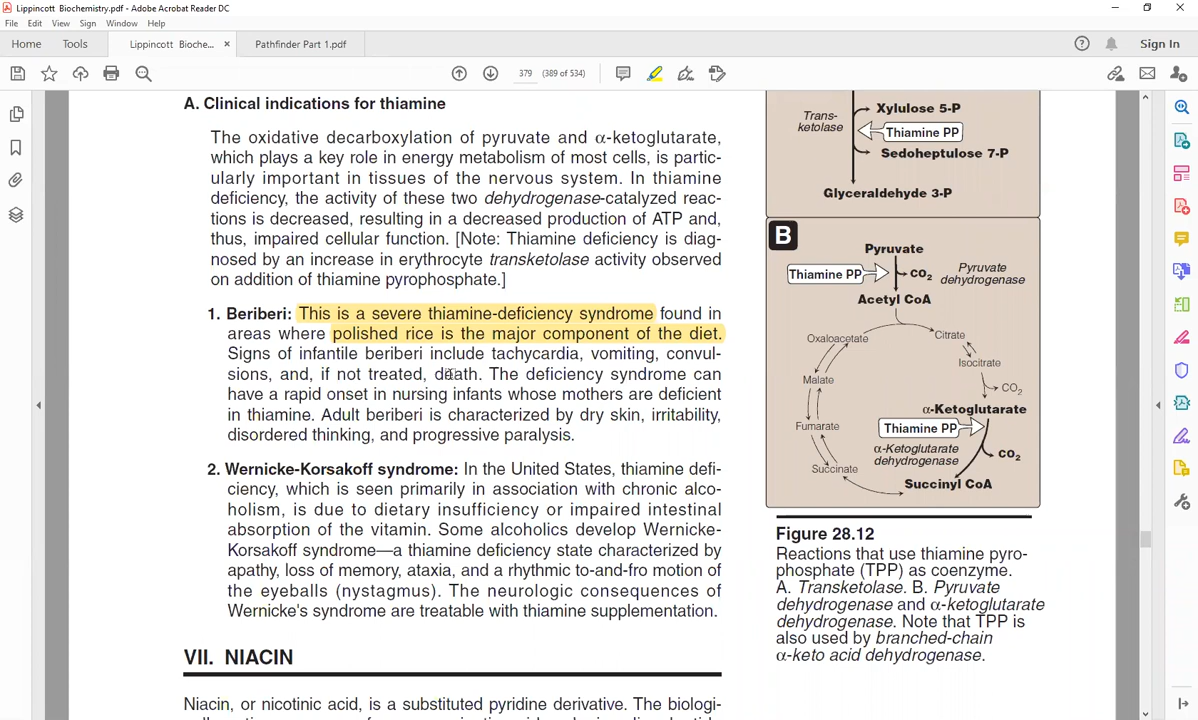 Lippincott Biochemistry.pdf - Adobe Acrobat Reader DC
File Edit View Sign Window Help
Home Tools Lippincott Bioche... × Pathfinder Part 1.pdf Sign In
379 (389 of 534)
A. Clinical indications for thiamine
The oxidative decarboxylation of pyruvate and α-ketoglutarate,
which plays a key role in energy metabolism of most cells, is partic-
ularly important in tissues of the nervous system. In thiamine
deficiency, the activity of these two dehydrogenase-catalyzed reac-
tions is decreased, resulting in a decreased production of ATP and,
thus, impaired cellular function. [Note: Thiamine deficiency is diag-
nosed by an increase in erythrocyte transketolase activity observed
on addition of thiamine pyrophosphate.]
1. Beriberi: This is a severe thiamine-deficiency syndrome found in
areas where polished rice is the major component of the diet.
Signs of infantile beriberi include tachycardia, vomiting, convul-
sions, and, if not treated, death. The deficiency syndrome can
have a rapid onset in nursing infants whose mothers are deficient
in thiamine. Adult beriberi is characterized by dry skin, irritability,
disordered thinking, and progressive paralysis.
2. Wernicke-Korsakoff syndrome: In the United States, thiamine defi-
ciency, which is seen primarily in association with chronic alco-
holism, is due to dietary insufficiency or impaired intestinal
absorption of the vitamin. Some alcoholics develop Wernicke-
Korsakoff syndrome—a thiamine deficiency state characterized by
apathy, loss of memory, ataxia, and a rhythmic to-and-fro motion of
the eyeballs (nystagmus). The neurologic consequences of
Wernicke's syndrome are treatable with thiamine supplementation.
VII. NIACIN
Niacin, or nicotinic acid, is a substituted pyridine derivative. The biologi-
Xylulose 5-P
Trans-
ketolase
Thiamine PP
Sedoheptulose 7-P
Glyceraldehyde 3-P
B
Pyruvate
Thiamine PP
CO2
Pyruvate
dehydrogenase
Acetyl CoA
Oxaloacetate
Citrate
Isocitrate
Malate
CO2
α-Ketoglutarate
Fumarate
Thiamine PP
α-Ketoglutarate
dehydrogenase
CO2
Succinate
Succinyl CoA
Figure 28.12
Reactions that use thiamine pyro-
phosphate (TPP) as coenzyme.
A. Transketolase. B. Pyruvate
dehydrogenase and α-ketoglutarate
dehydrogenase. Note that TPP is
also used by branched-chain
α-keto acid dehydrogenase.